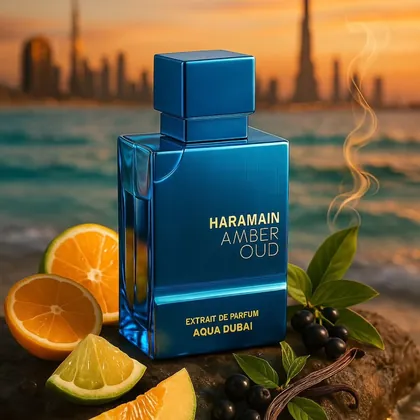 HARAMAIN
AMBER
OUD
EXTRAIT DE PARFUM
AQUA DUBAI